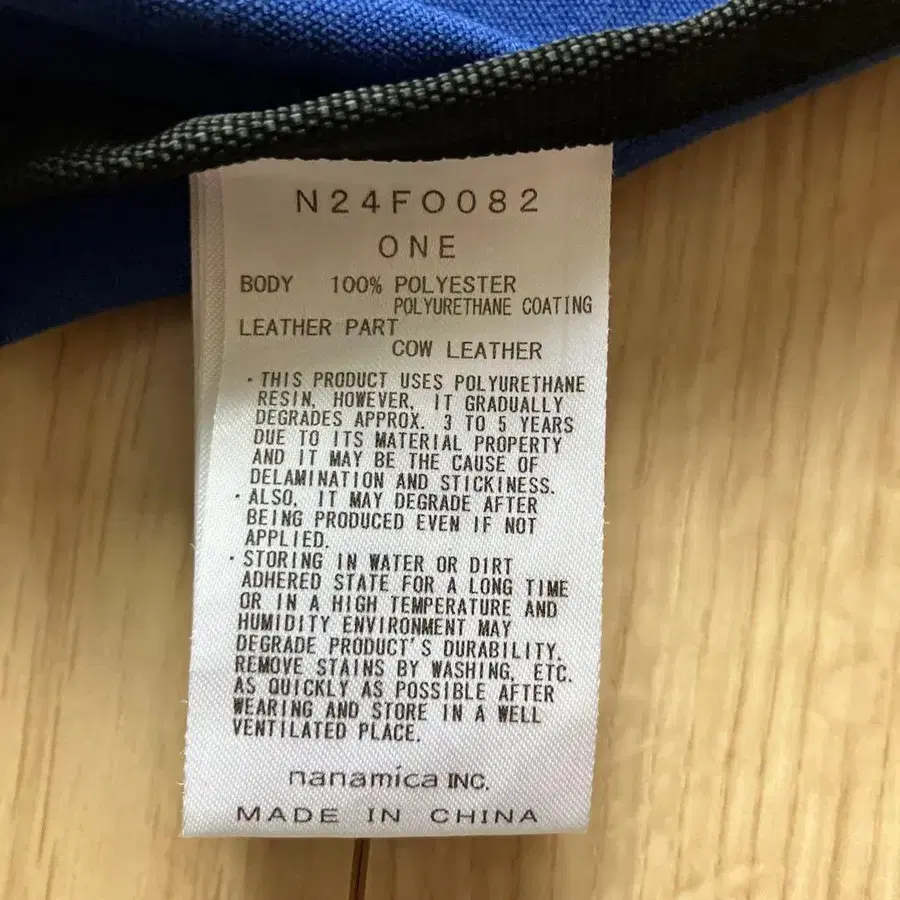 N24FO082
ONE
BODY 100% POLYESTER
POLYURETHANE COATING
LEATHER PART
COW LEATHER
・THIS PRODUCT USES POLYURETHANE
RESIN, HOWEVER, IT GRADUALLY
DEGRADES APPROX. 3 TO 5 YEARS
DUE TO ITS MATERIAL PROPERTY
AND IT MAY BE THE CAUSE OF
DELAMINATION AND STICKINESS.
・ALSO, IT MAY DEGRADE AFTER
BEING PRODUCED EVEN IF NOT
APPLIED.
・STORING IN WATER OR DIRT
ADHERED STATE FOR A LONG TIME
OR IN A HIGH TEMPERATURE AND
HUMIDITY ENVIRONMENT MAY
DEGRADE PRODUCT'S DURABILITY.
REMOVE STAINS BY WASHING, ETC.
AS QUICKLY AS POSSIBLE AFTER
WEARING AND STORE IN A WELL
VENTILATED PLACE.
nanamica INC.
MADE IN CHINA